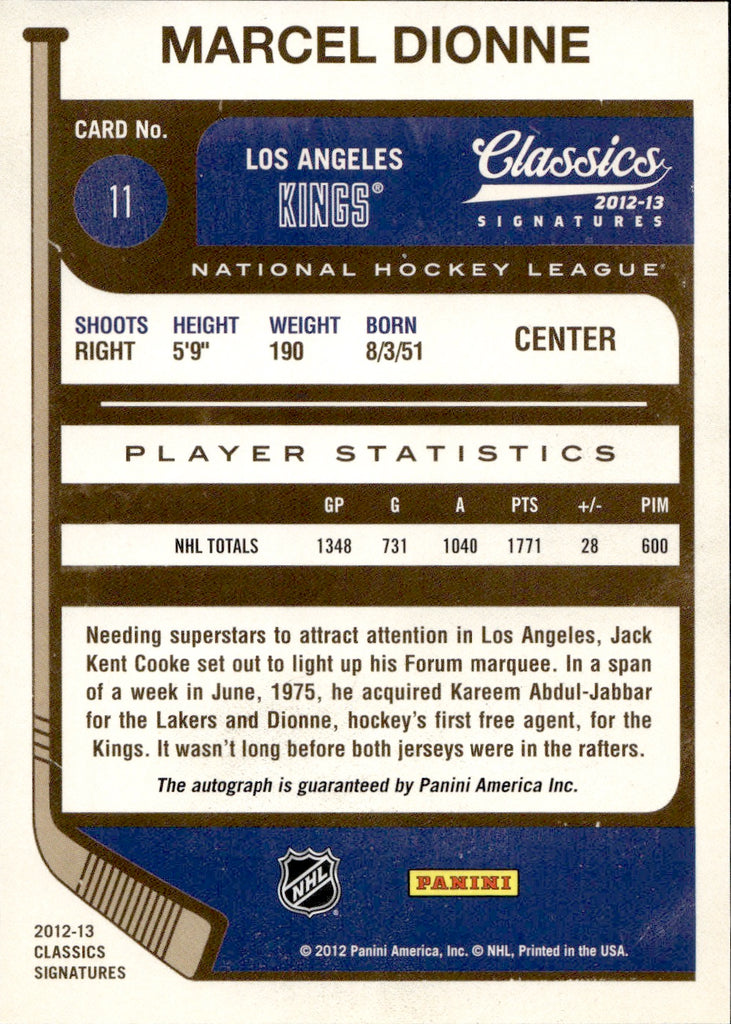 MARCEL DIONNE
CARD No.
11
LOS ANGELES
KINGS®
Classics
2012-13
SIGNATURES
NATIONAL HOCKEY LEAGUE
SHOOTS HEIGHT WEIGHT BORN
RIGHT 5'9" 190 8/3/51
CENTER
PLAYER STATISTICS
GP G A PTS +/- PIM
NHL TOTALS 1348 731 1040 1771 28 600
Needing superstars to attract attention in Los Angeles, Jack
Kent Cooke set out to light up his Forum marquee. In a span
of a week in June, 1975, he acquired Kareem Abdul-Jabbar
for the Lakers and Dionne, hockey's first free agent, for the
Kings. It wasn't long before both jerseys were in the rafters.
The autograph is guaranteed by Panini America Inc.
NHL
PANINI
© 2012 Panini America, Inc. © NHL, Printed in the USA.
2012-13
CLASSICS
SIGNATURES